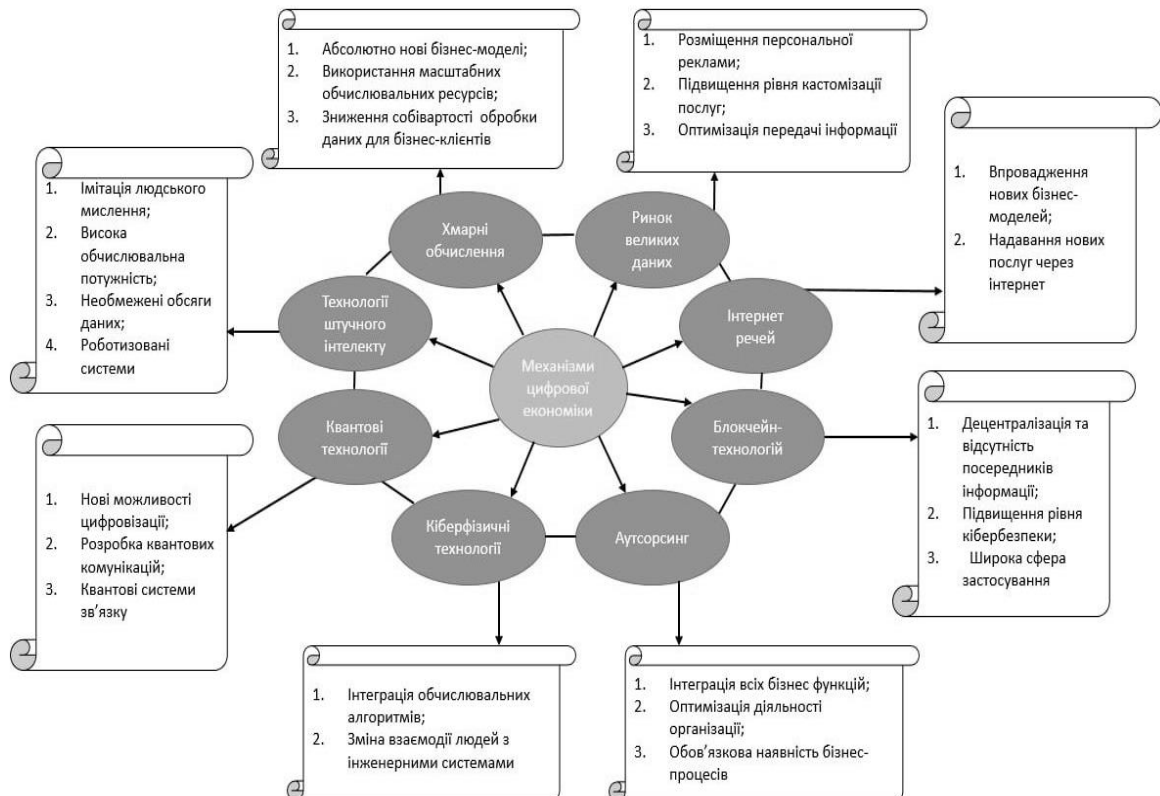 1. Абсолютно нові бізнес-моделі;
2. Використання масштабних
обчислювальних ресурсів;
3. Зниження собівартості обробки
даних для бізнес-клієнтів
1. Розміщення персональної
реклами;
2. Підвищення рівня кастомізації
послуг;
3. Оптимізація передачі інформації
1. Імітація людського
мислення;
2. Висока
обчислювальна
потужність;
3. Необмежені обсяги
даних;
4. Роботизовані
системи
1. Впровадження
нових бізнес-
моделей;
2. Надавання нових
послуг через
інтернет
Хмарні
обчислення
Ринок
великих
даних
Технології
штучного
інтелекту
Інтернет
речей
Механізми
цифрової
економіки
Квантові
технології
Блокчейн-
технологій
Кіберфізичні
технології
Аутсорсинг
1. Нові можливості
цифровізації;
2. Розробка квантових
комунікацій;
3. Квантові системи
зв’язку
1. Децентралізація та
відсутність
посередників
інформації;
2. Підвищення рівня
кібербезпеки;
3. Широка сфера
застосування
1. Інтеграція обчислювальних
алгоритмів;
2. Зміна взаємодії людей з
інженерними системами
1. Інтеграція всіх бізнес функцій;
2. Оптимізація діяльності
організації;
3. Обов’язкова наявність бізнес-
процесів